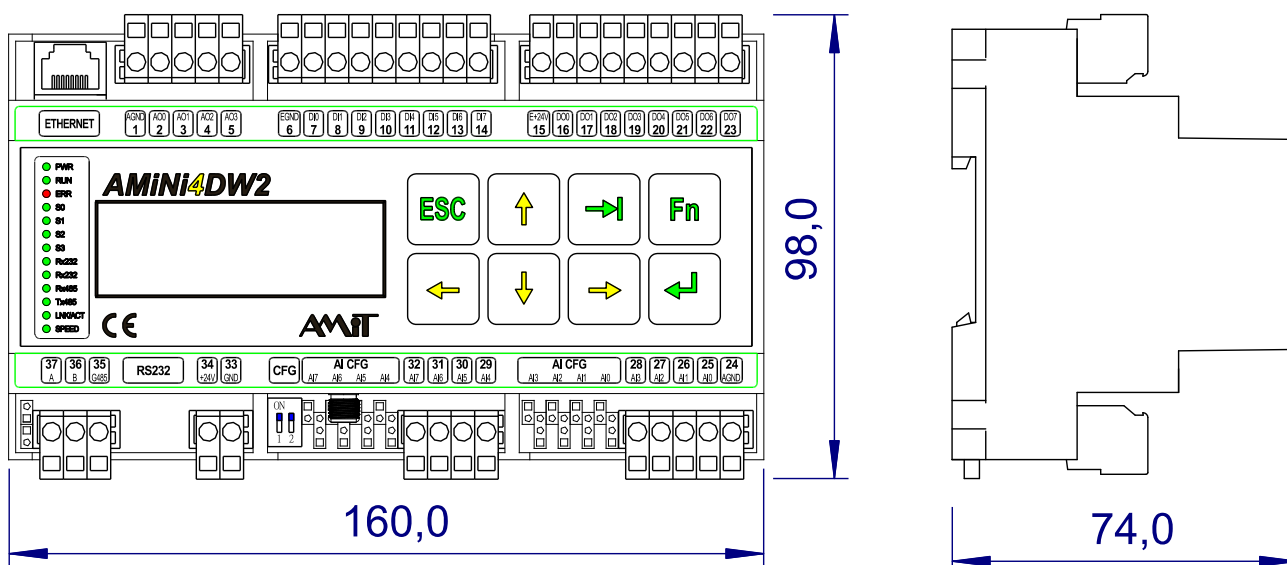 ETHERNET
AGND AO0 AO1 AO2 AO3
1 2 3 4 5
EGND DI0 DI1 DI2 DI3 DI4 DI5 DI6 DI7
6 7 8 9 10 11 12 13 14
E+24V DO0 DO1 DO2 DO3 DO4 DO5 DO6 DO7
15 16 17 18 19 20 21 22 23
PWR
RUN
ERR
S0
S1
S2
S3
Rx232
Rx232
Rx485
Tx485
LNK/ACT
SPEED
AMiNi4DW2
CE
AMiT
ESC
Fn
37 36 35
A B G485
RS232
34 33
+24V GND
CFG
AI CFG
AI7 AI6 AI5 AI4
32 31 30 29
AI7 AI6 AI5 AI4
AI CFG
AI3 AI2 AI1 AI0
28 27 26 25 24
AI3 AI2 AI1 AI0 AGND
ON
1 2
98,0
160,0
74,0